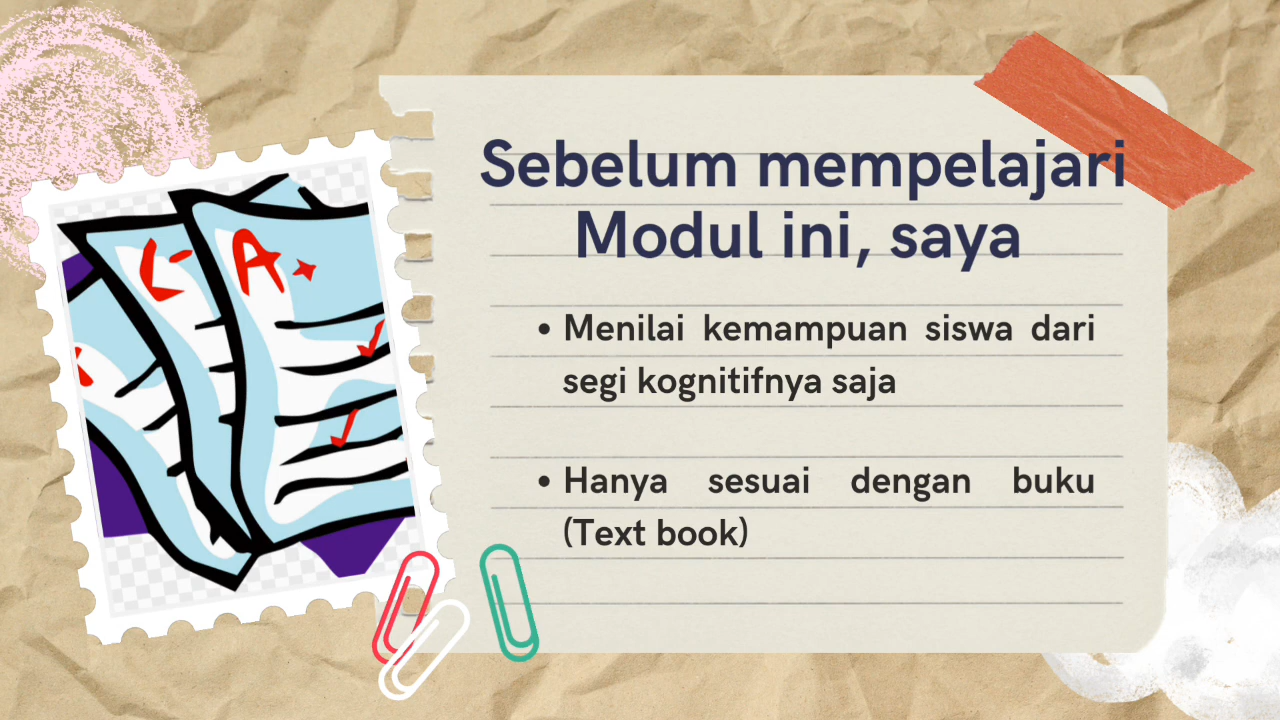 Sebelum mempelajari
Modul ini, saya
• Menilai kemampuan siswa dari
segi kognitifnya saja
• Hanya sesuai dengan buku
(Text book)
A